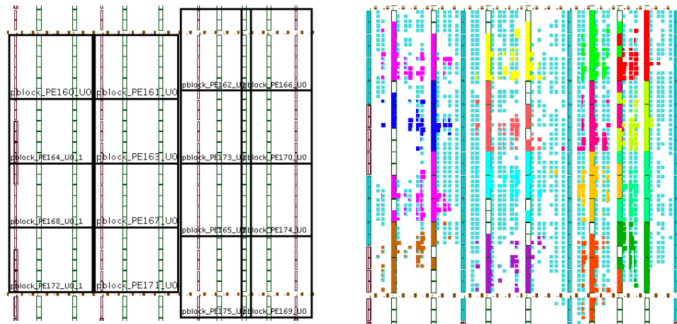 pblock_PE162_U0
pblock_PE166_U0
pblock_PE160_U0
pblock_PE161_U0
pblock_PE164_U0_1
pblock_PE163_U0
pblock_PE173_U0
pblock_PE170_U0
pblock_PE168_U0_1
pblock_PE167_U0
pblock_PE165_U0
pblock_PE174_U0
pblock_PE172_U0_1
pblock_PE171_U0
pblock_PE175_U0
pblock_PE169_U0